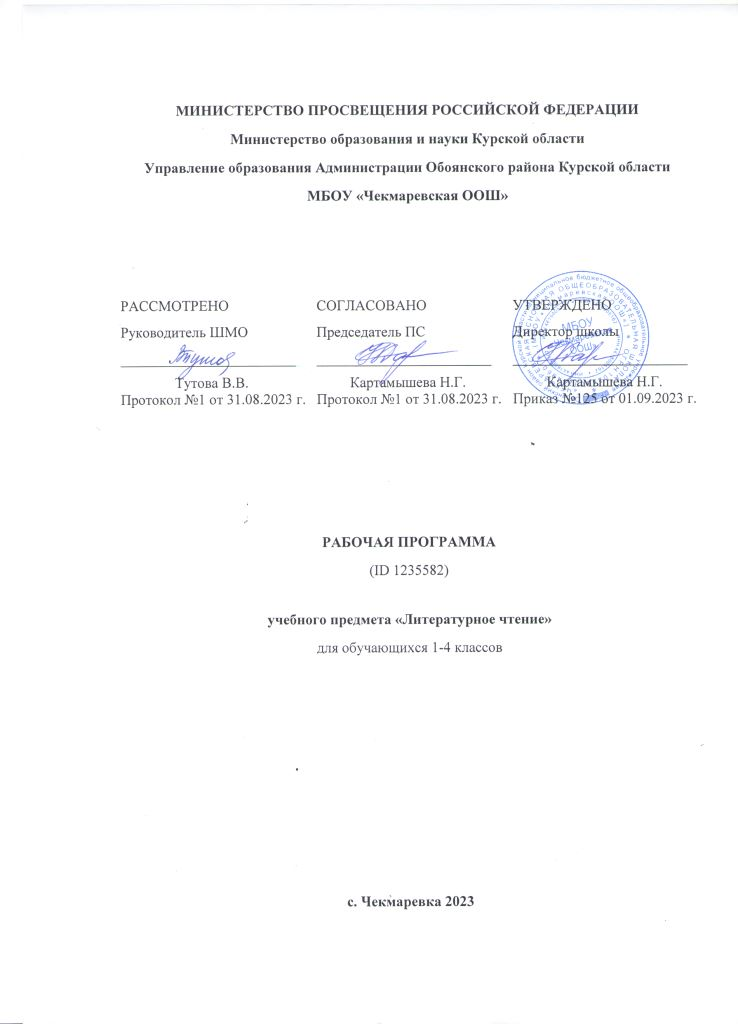 МИНИСТЕРСТВО ПРОСВЕЩЕНИЯ РОССИЙСКОЙ ФЕДЕРАЦИИ
Министерство образования и науки Курской области
Управление образования Администрации Обоянского района Курской области
МБОУ «Чекмаревская ООШ»
РАССМОТРЕНО СОГЛАСОВАНО УТВЕРЖДЕНО
Руководитель ШМО Председатель ПС Директор школы
МБОУ
Тутова В.В. Картамышева Н.Г. Картамышева Н.Г.
Протокол №1 от 31.08.2023 г. Протокол №1 от 31.08.2023 г. Приказ №125 от 01.09.2023 г.
РАБОЧАЯ ПРОГРАММА
(ID 1235582)
учебного предмета «Литературное чтение»
для обучающихся 1-4 классов
с. Чекмаревка 2023